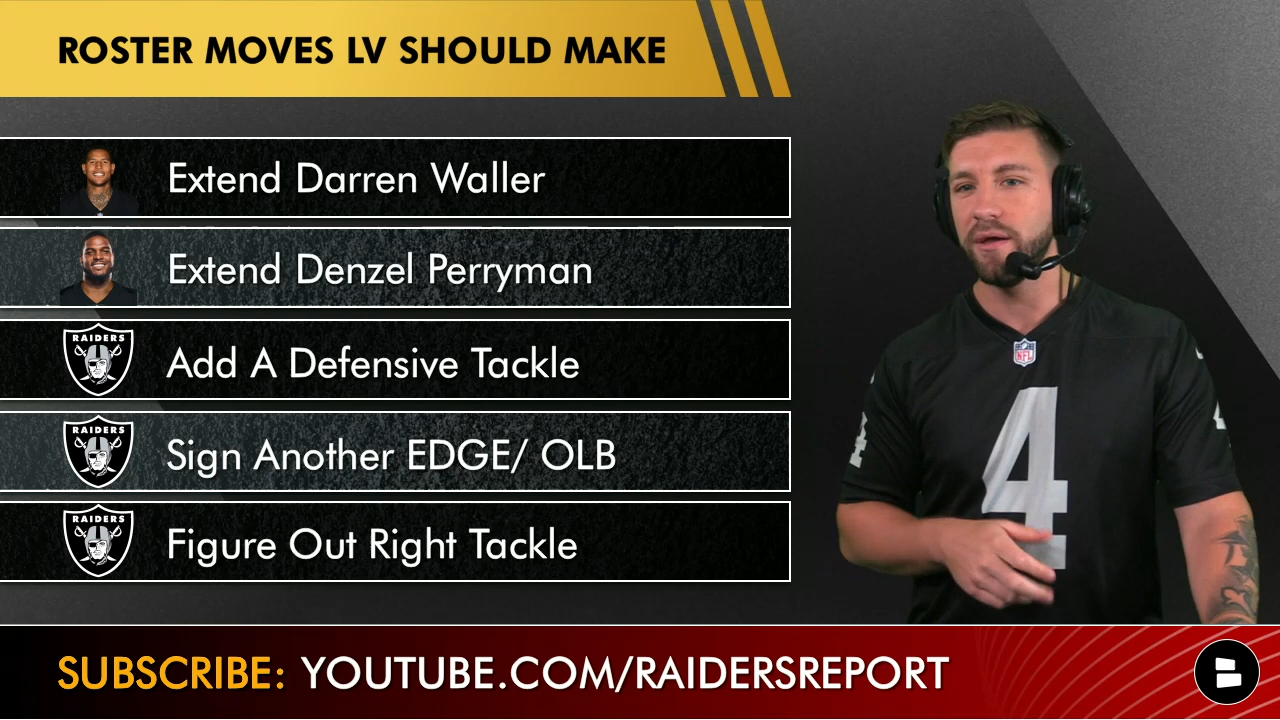 ROSTER MOVES LV SHOULD MAKE
Extend Darren Waller
Extend Denzel Perryman
RAIDERS
Add A Defensive Tackle
RAIDERS
Sign Another EDGE/ OLB
RAIDERS
Figure Out Right Tackle
NFL
4
4
SUBSCRIBE: YOUTUBE.COM/RAIDERSREPORT